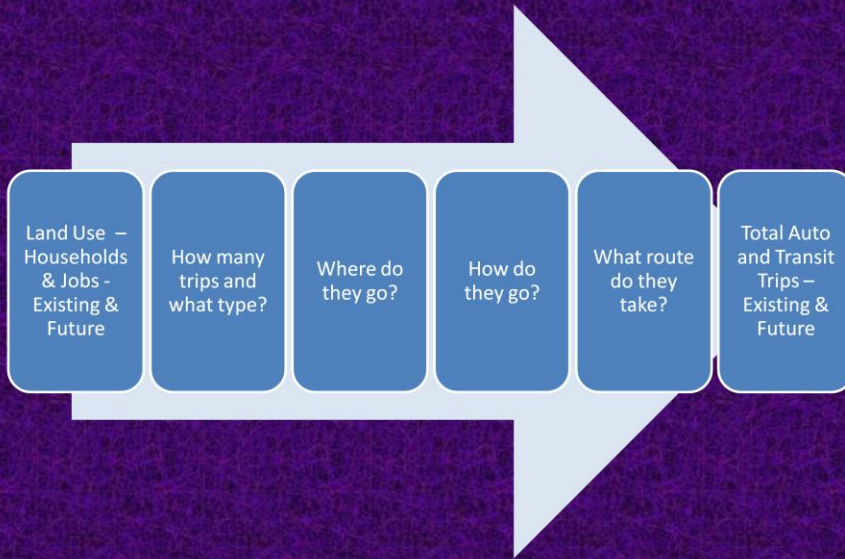 Land Use –
Households
& Jobs -
Existing &
Future
How many
trips and
what type?
Where do
they go?
How do
they go?
What route
do they
take?
Total Auto
and Transit
Trips –
Existing &
Future